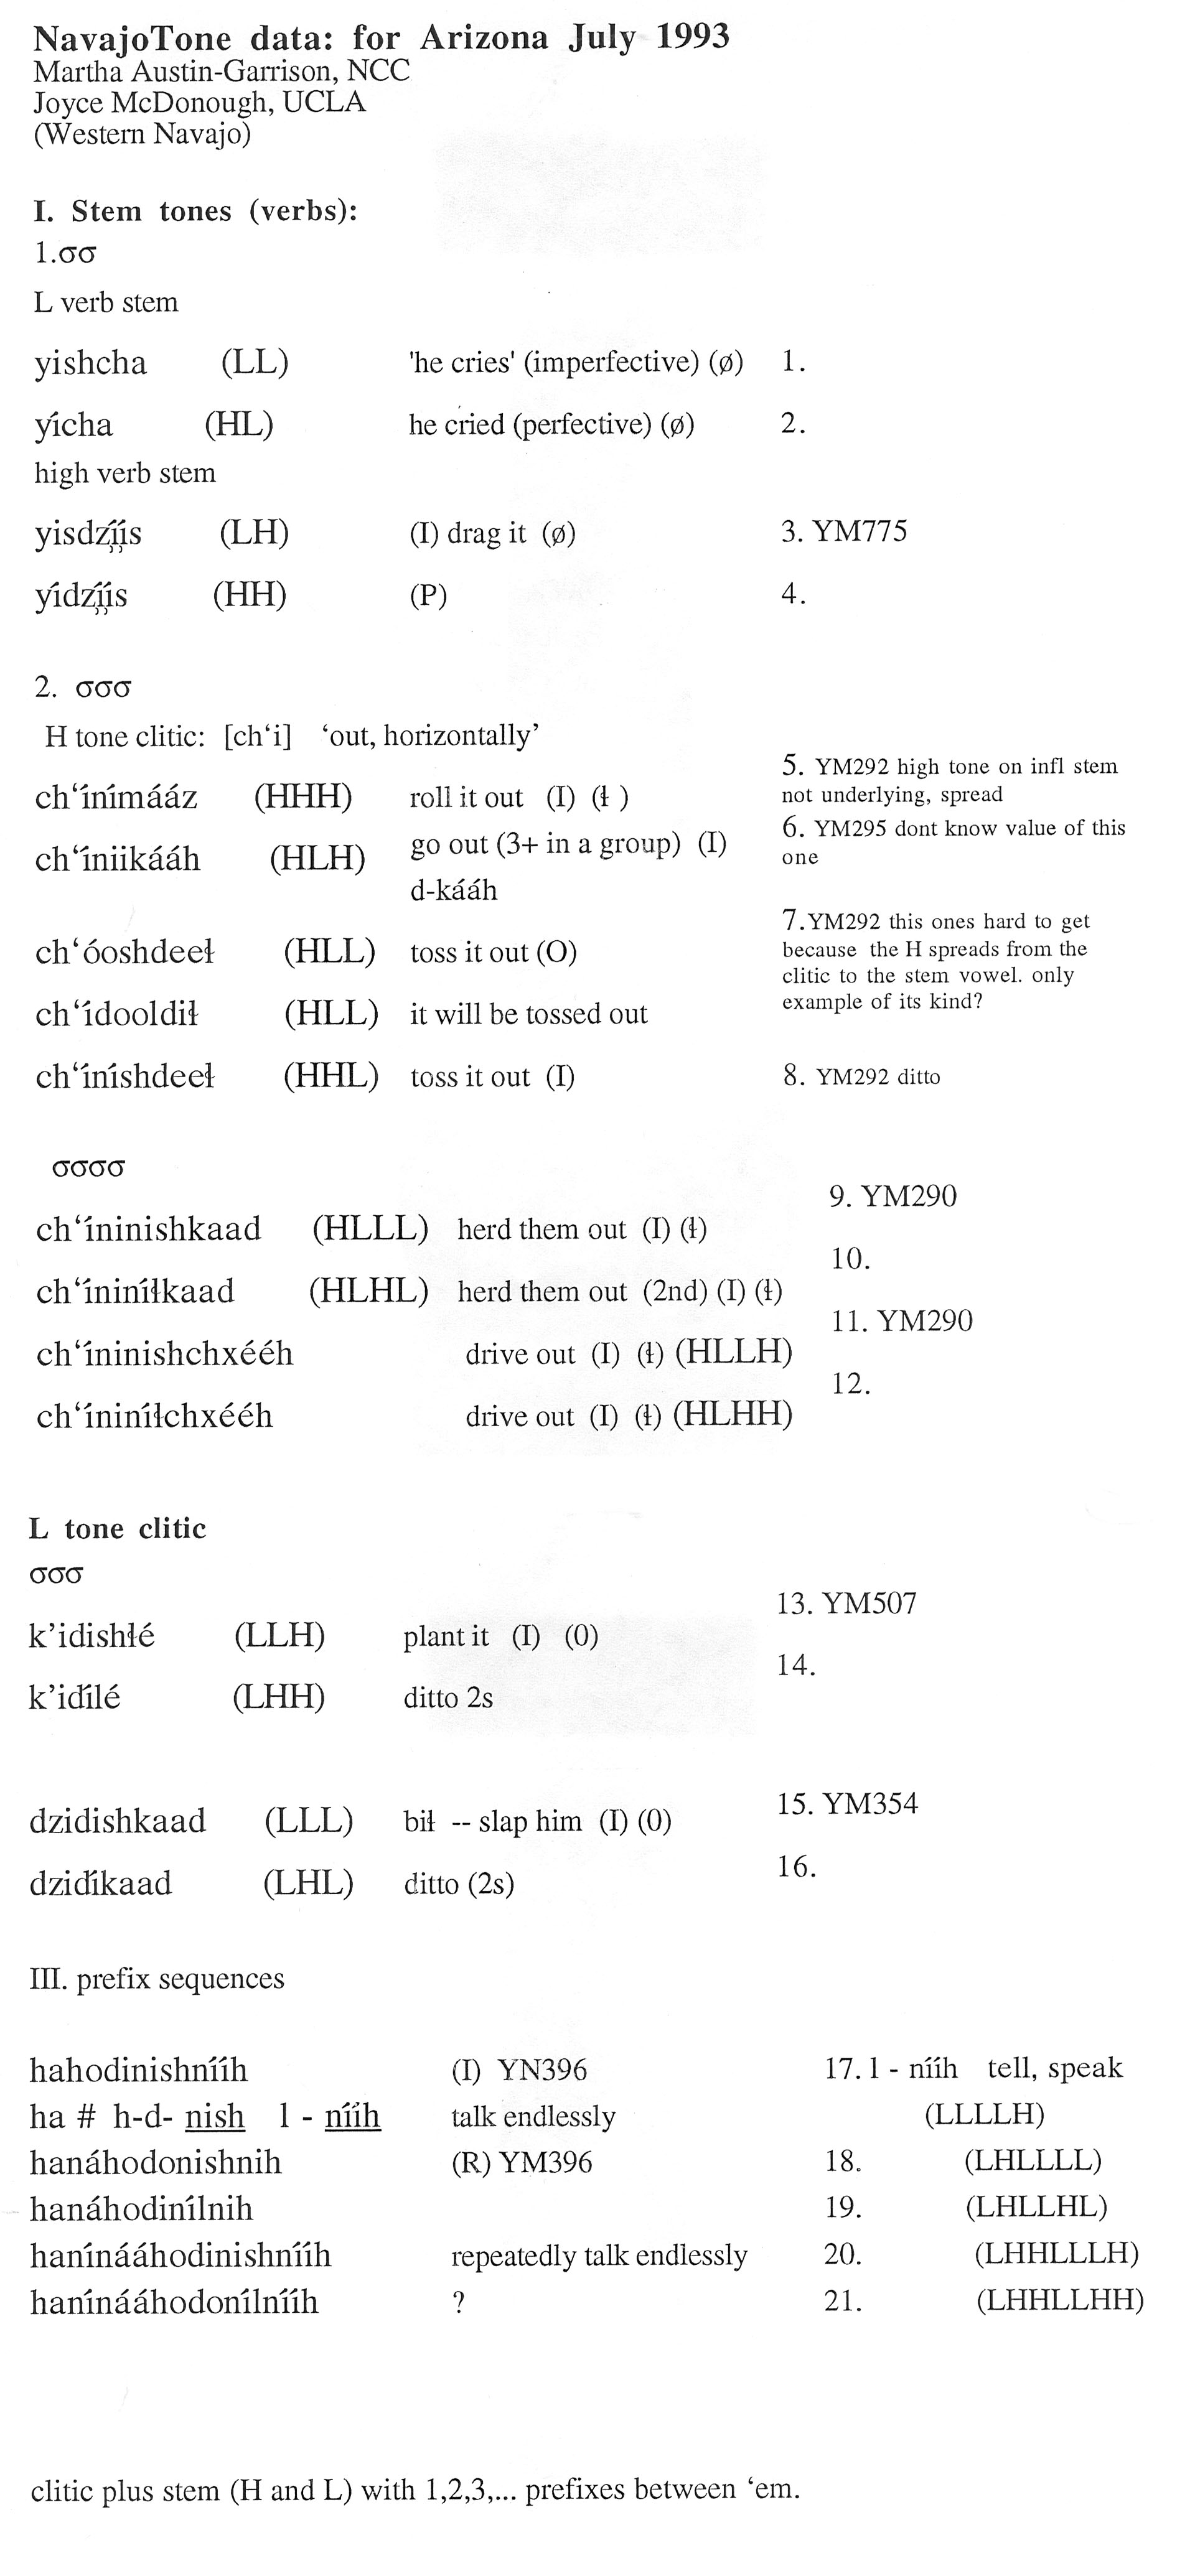 NavajoTone data: for Arizona July 1993
Martha Austin-Garrison, NCC
Joyce McDonough, UCLA
(Western Navajo)
I. Stem tones (verbs):
1.σσ
L verb stem
yishcha (LL) 'he cries' (imperfective) (ø) 1.
yícha (HL) he cried (perfective) (ø) 2.
high verb stem
yisdzį́į́s (LH) (I) drag it (ø) 3. YM775
yídzį́į́s (HH) (P) 4.
2. σσσ
H tone clitic: [ch‘i] ‘out, horizontally’
ch‘ínímááz (HHH) roll it out (I) (ł ) 5. YM292 high tone on infl stem
not underlying, spread
ch‘íniikááh (HLH) go out (3+ in a group) (I) 6. YM295 dont know value of this
one
d-kááh
ch‘óoshdeeł (HLL) toss it out (O) 7.YM292 this ones hard to get
because the H spreads from the
clitic to the stem vowel. only
example of its kind?
ch‘ídooldił (HLL) it will be tossed out
ch‘íníshdeeł (HHL) toss it out (I) 8. YM292 ditto
σσσσ
ch‘íninishkaad (HLLL) herd them out (I) (ł) 9. YM290
ch‘íniníłkaad (HLHL) herd them out (2nd) (I) (ł) 10.
ch‘íninishchxééh drive out (I) (ł) (HLLH) 11. YM290
ch‘íniníłchxééh drive out (I) (ł) (HLHH) 12.
L tone clitic
σσσ
k’idishłé (LLH) plant it (I) (0) 13. YM507
k’idílé (LHH) ditto 2s 14.
dzidishkaad (LLL) bił -- slap him (I) (0) 15. YM354
dzidíkaad (LHL) ditto (2s) 16.
III. prefix sequences
hahodinishnííh (I) YN396 17. l - nííh tell, speak
ha # h-d- nish l - nííh talk endlessly (LLLLH)
hanáhodonishnih (R) YM396 18. (LHLLLL)
hanáhodinílnih 19. (LHLLHL)
hanínááhodinishnííh repeatedly talk endlessly 20. (LHHLLLH)
hanínááhodonílnííh ? 21. (LHHLLHH)
clitic plus stem (H and L) with 1,2,3,... prefixes between ‘em.